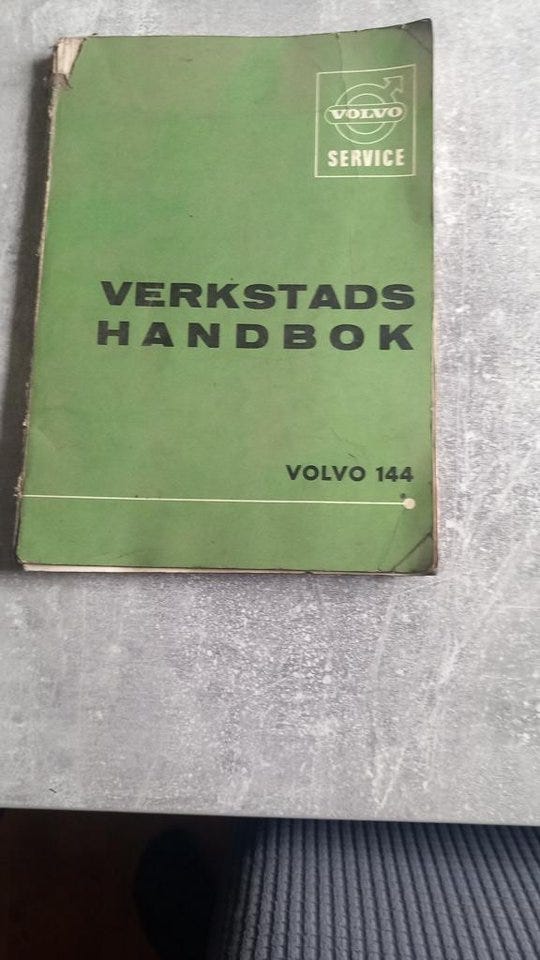 VOLVO
SERVICE
VERKSTADS
HANDBOK
VOLVO 144